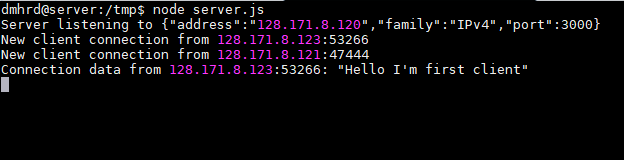 dmhrd@server:/tmp$ node server.js
Server listening to {"address":"128.171.8.120","family":"IPv4","port":3000}
New client connection from 128.171.8.123:53266
New client connection from 128.171.8.121:47444
Connection data from 128.171.8.123:53266: "Hello I'm first client"